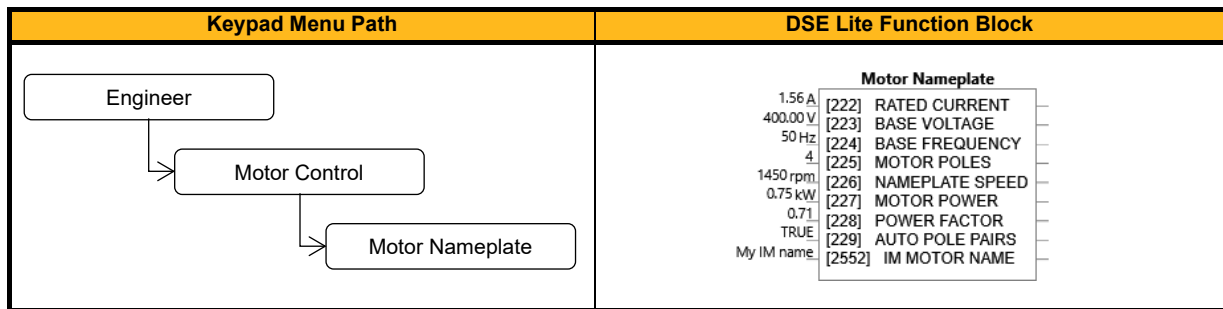 Keypad Menu Path
DSE Lite Function Block
Engineer
Motor Control
Motor Nameplate
Motor Nameplate
1.56 A [222] RATED CURRENT
400.00 V [223] BASE VOLTAGE
50 Hz [224] BASE FREQUENCY
4 [225] MOTOR POLES
1450 rpm [226] NAMEPLATE SPEED
0.75 kW [227] MOTOR POWER
0.71 [228] POWER FACTOR
TRUE [229] AUTO POLE PAIRS
My IM name [2552] IM MOTOR NAME